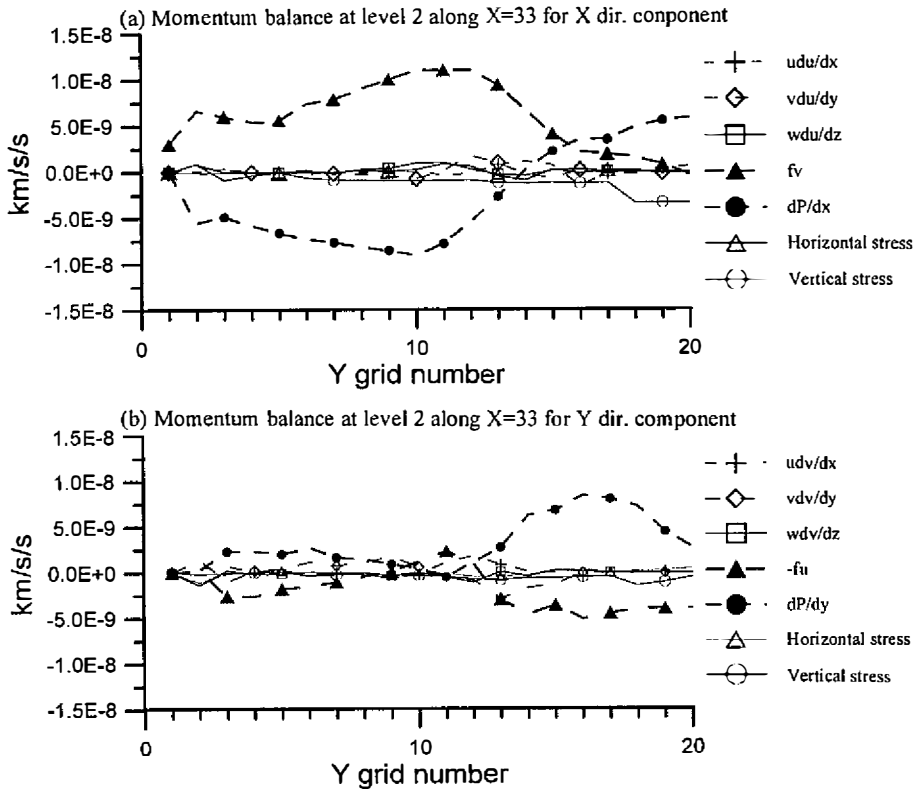 (a) Momentum balance at level 2 along X=33 for X dir. conponent
1.5E-8
1.0E-8
5.0E-9
0.0E+0
-5.0E-9
-1.0E-8
-1.5E-8
km/s/s
0
10
20
Y grid number
udu/dx
vdu/dy
wdu/dz
fv
dP/dx
Horizontal stress
Vertical stress
(b) Momentum balance at level 2 along X=33 for Y dir. component
1.5E-8
1.0E-8
5.0E-9
0.0E+0
-5.0E-9
-1.0E-8
-1.5E-8
km/s/s
0
10
20
Y grid number
udv/dx
vdv/dy
wdv/dz
-fu
dP/dy
Horizontal stress
Vertical stress